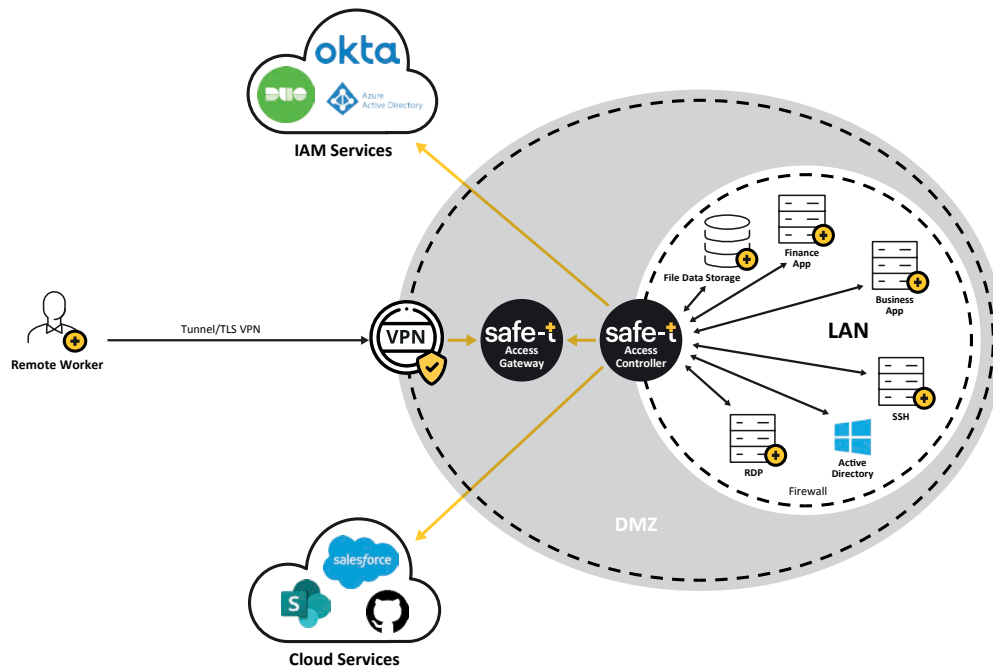 okta
DUO
Azure
Active Directory
IAM Services
File Data Storage
Finance
App
Business
App
LAN
Remote Worker
Tunnel/TLS VPN
VPN
safe-t
Access
Gateway
safe-t
Access
Controller
SSH
Active
Directory
RDP
Firewall
DMZ
salesforce
S
Cloud Services